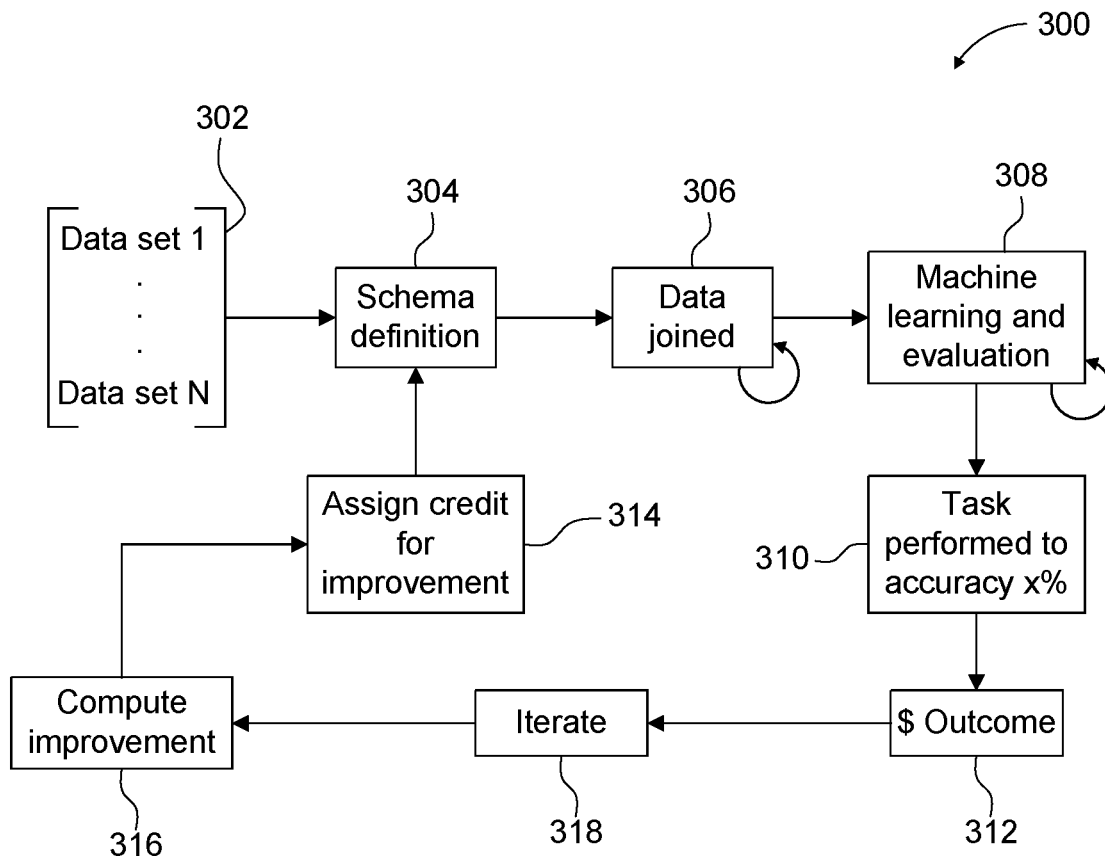 300
302
304
306
308
Data set 1
.
.
.
Data set N
Schema
definition
Data
joined
Machine
learning and
evaluation
Assign credit
for
improvement
314
310
Task
performed to
accuracy x%
Compute
improvement
Iterate
$ Outcome
316
318
312